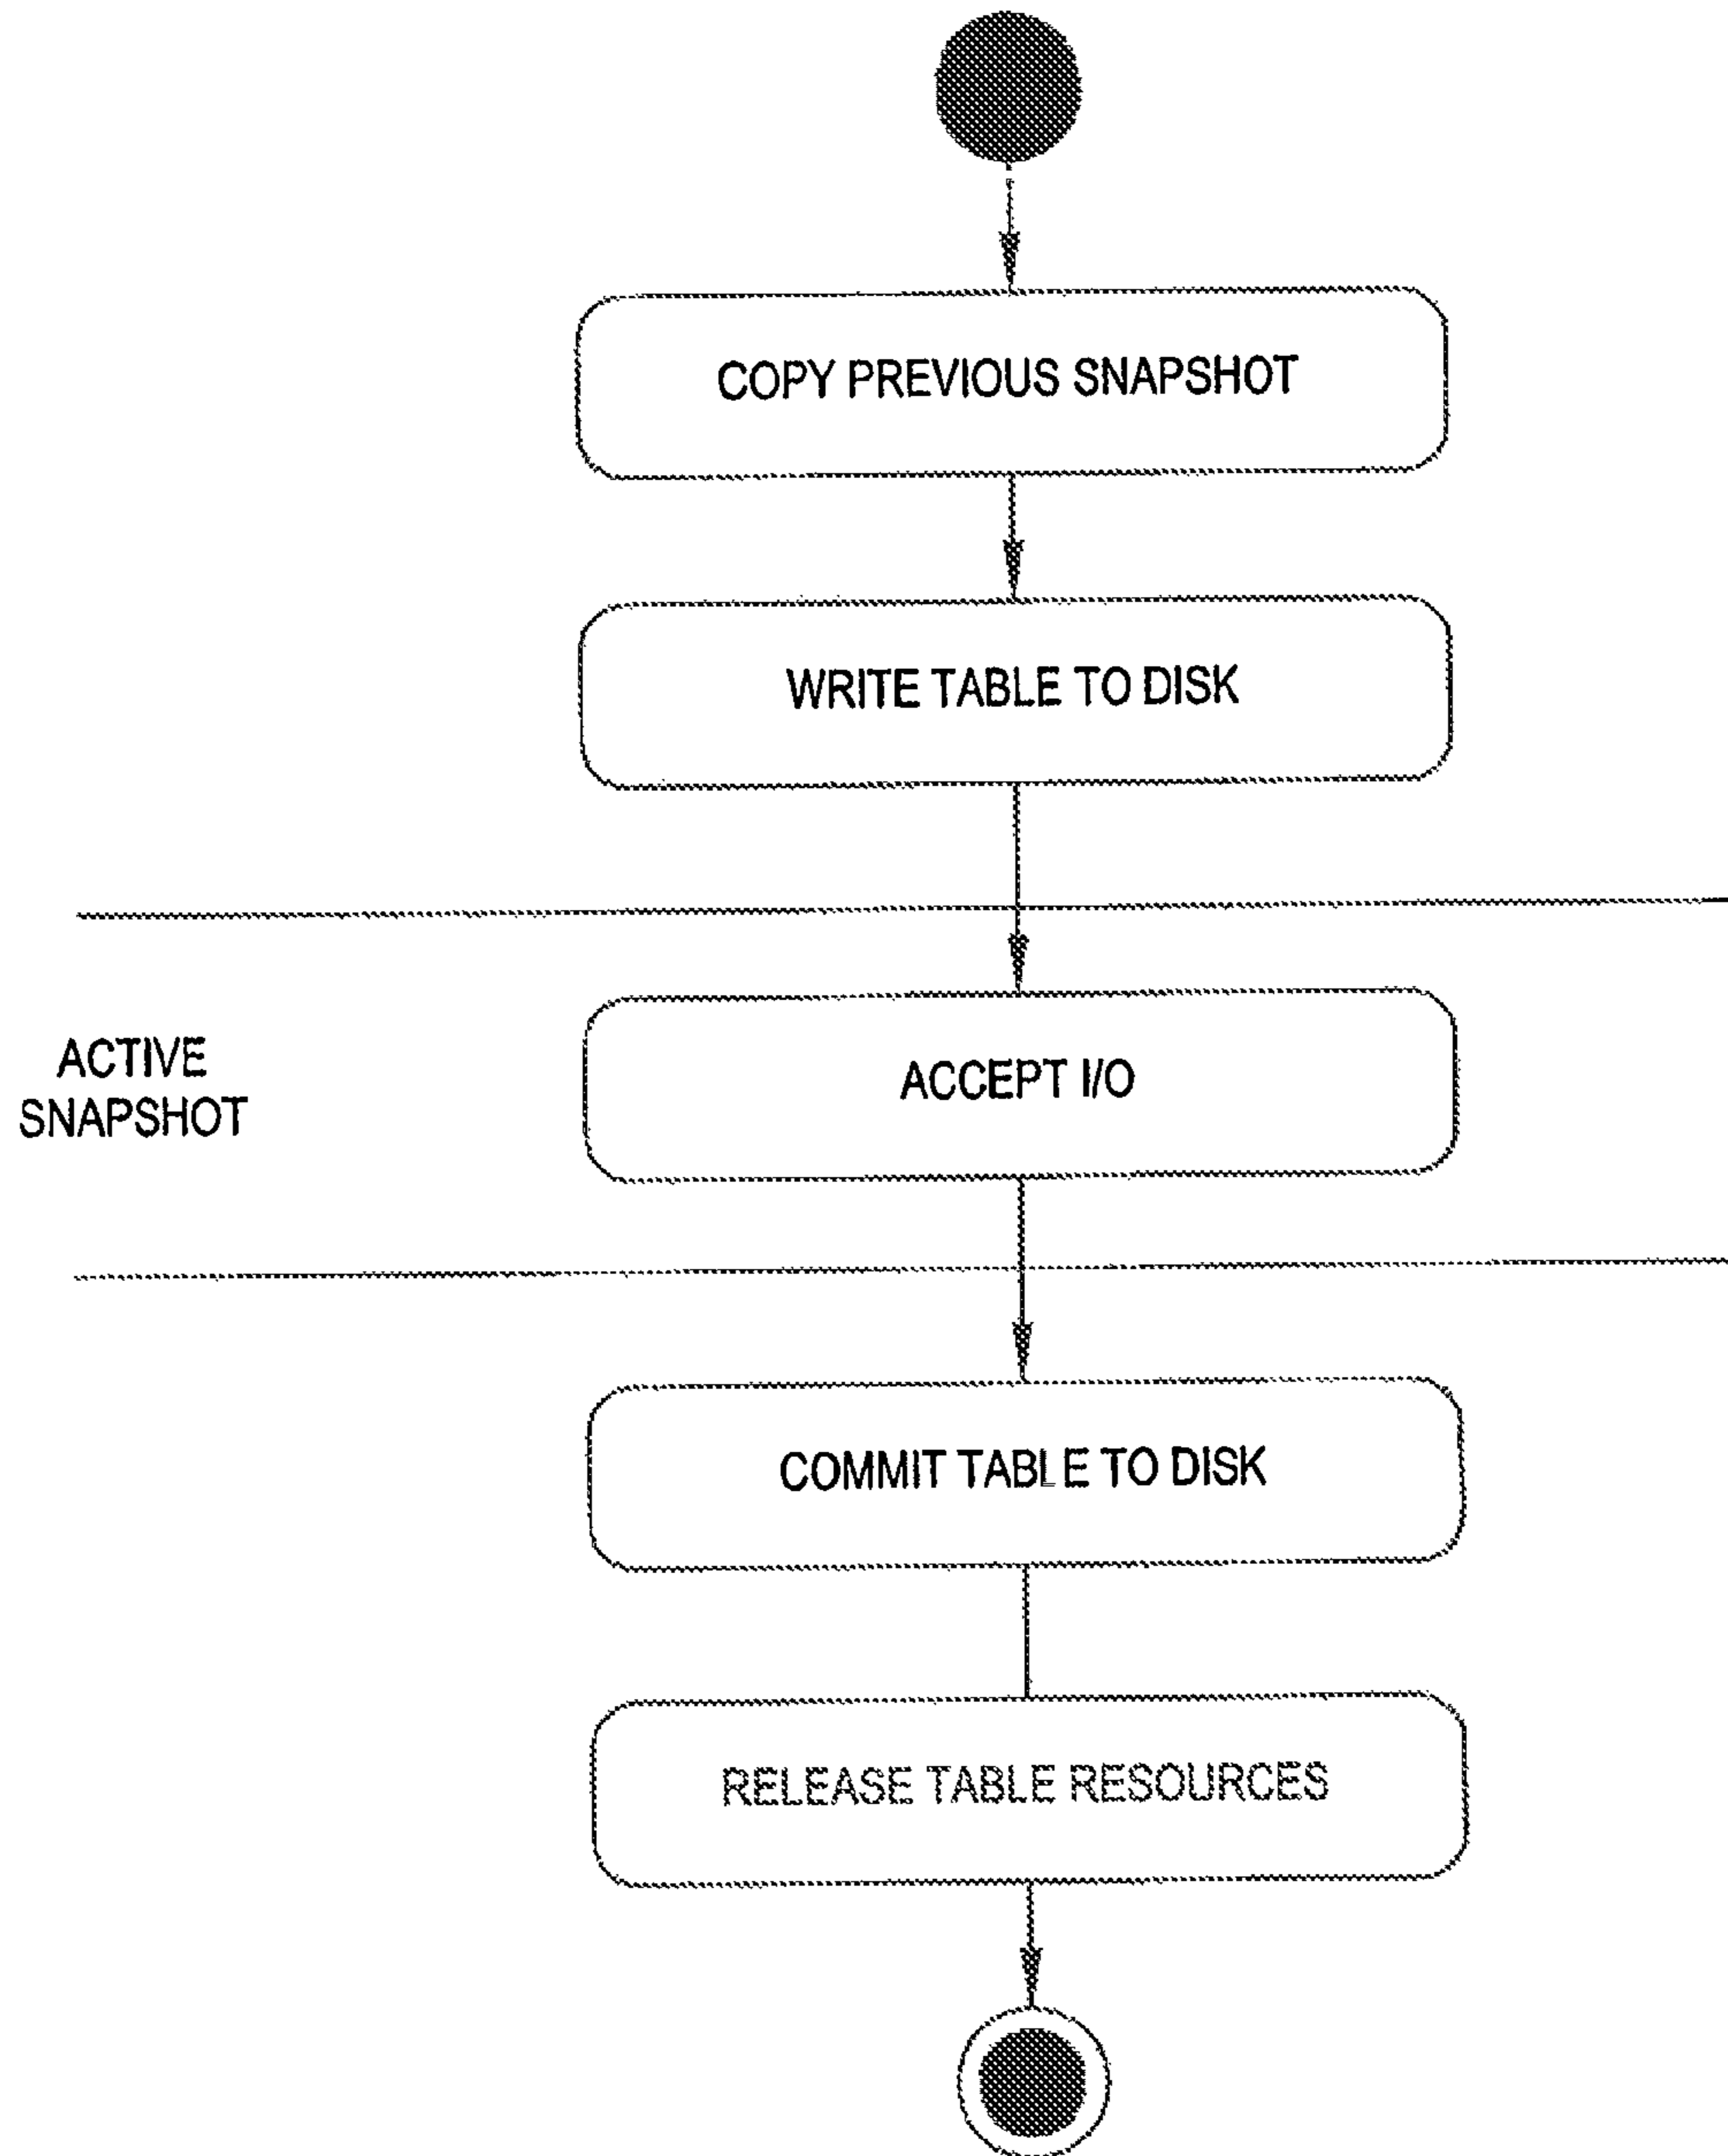 COPY PREVIOUS SNAPSHOT
WRITE TABLE TO DISK
ACTIVE
SNAPSHOT
ACCEPT I/O
COMMIT TABLE TO DISK
RELEASE TABLE RESOURCES